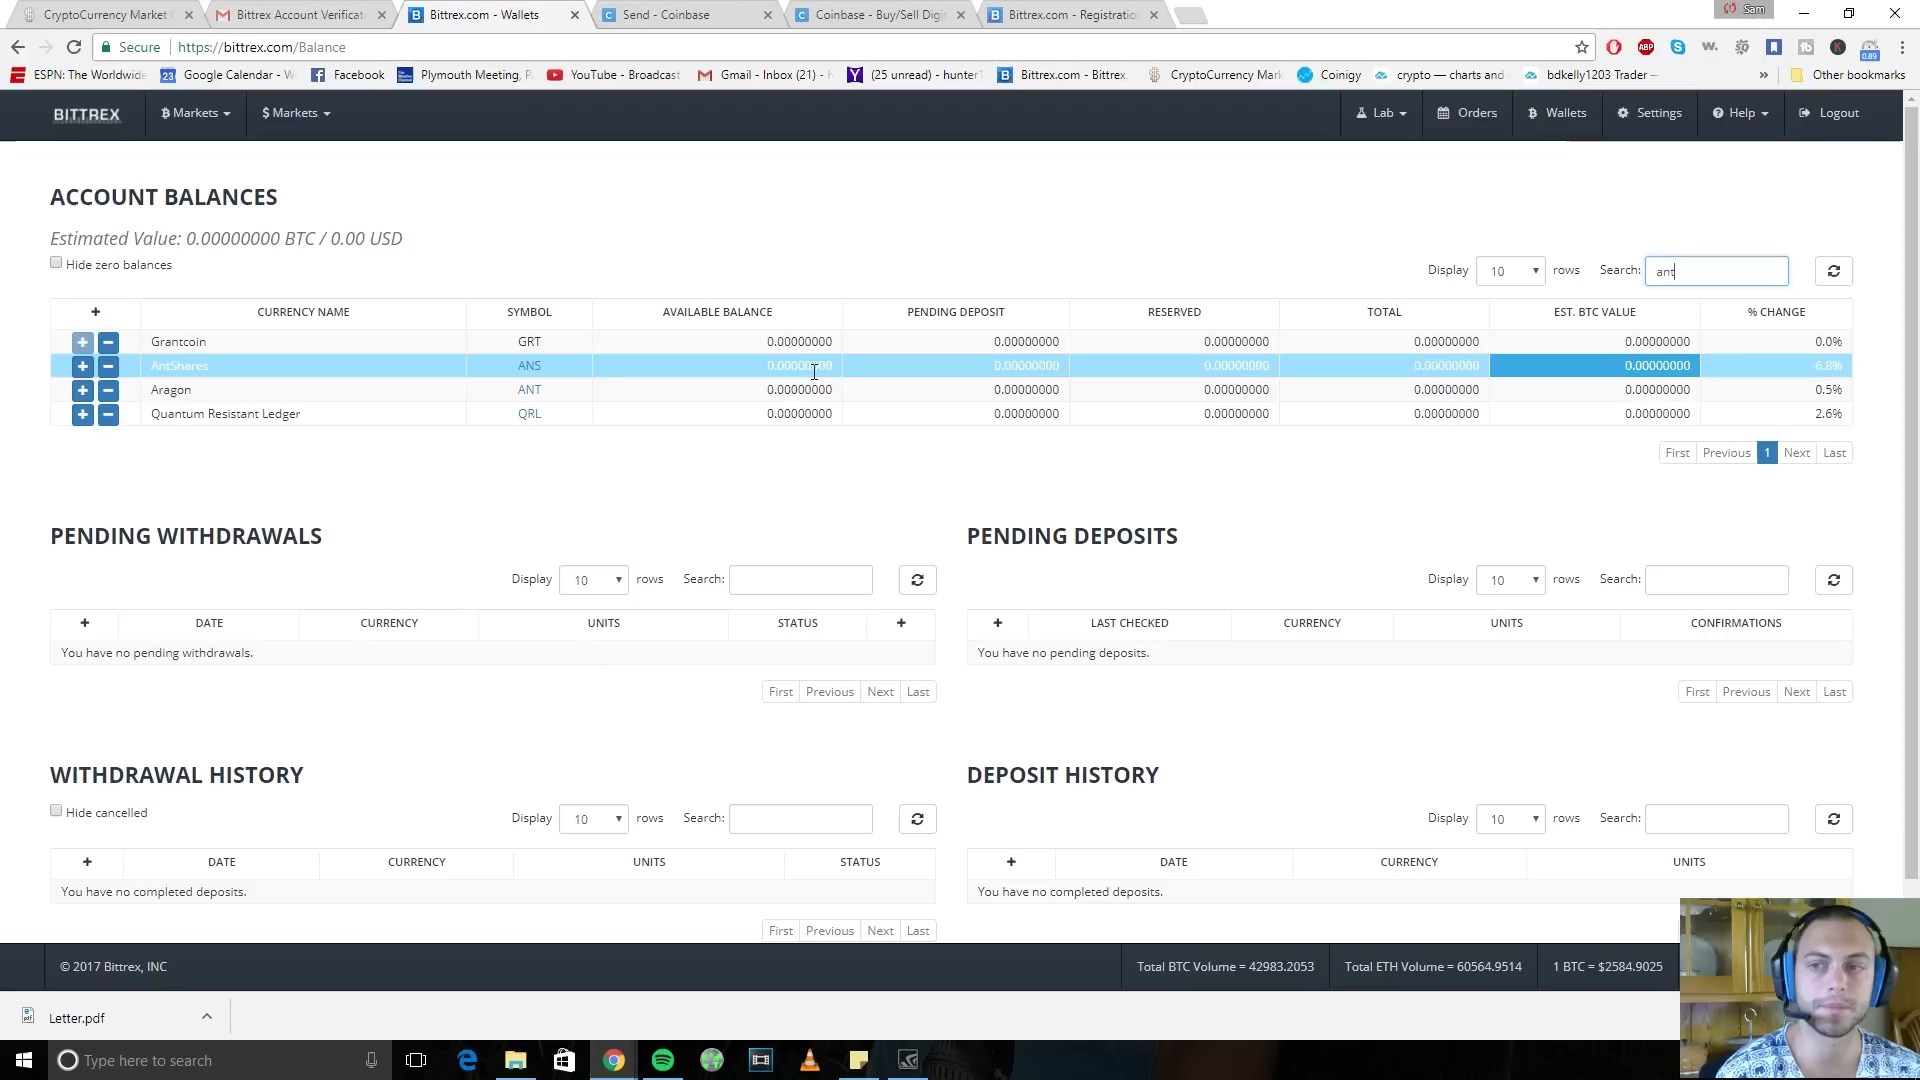 CryptoCurrency Market
Bittrex Account Verificat
Bittrex.com - Wallets
Send - Coinbase
Coinbase - Buy/Sell Digi
Bittrex.com - Registratio
Sam
Secure
https://bittrex.com/Balance
ESPN: The Worldwide
Google Calendar - W
Facebook
Plymouth Meeting, P
YouTube - Broadcast
Gmail - Inbox (21) - h
(25 unread) - hunter1
Bittrex.com - Bittrex,
CryptoCurrency Mark
Coinigy
crypto — charts and
bdkelly1203 Trader —
»
Other bookmarks
BITTREX
Markets
$ Markets
Lab
Orders
Wallets
Settings
Help
Logout
ACCOUNT BALANCES
Estimated Value: 0.00000000 BTC / 0.00 USD
Hide zero balances
Display 10 rows Search: ant
+ CURRENCY NAME SYMBOL AVAILABLE BALANCE PENDING DEPOSIT RESERVED TOTAL EST. BTC VALUE % CHANGE
Grantcoin GRT 0.00000000 0.00000000 0.00000000 0.00000000 0.00000000 0.0%
AntShares ANS 0.00000000 0.00000000 0.00000000 0.00000000 0.00000000 -6.8%
Aragon ANT 0.00000000 0.00000000 0.00000000 0.00000000 0.00000000 0.5%
Quantum Resistant Ledger QRL 0.00000000 0.00000000 0.00000000 0.00000000 0.00000000 2.6%
First Previous 1 Next Last
PENDING WITHDRAWALS
Display 10 rows Search:
+ DATE CURRENCY UNITS STATUS +
You have no pending withdrawals.
First Previous Next Last
PENDING DEPOSITS
Display 10 rows Search:
+ LAST CHECKED CURRENCY UNITS CONFIRMATIONS
You have no pending deposits.
First Previous Next Last
WITHDRAWAL HISTORY
Hide cancelled
Display 10 rows Search:
+ DATE CURRENCY UNITS STATUS
You have no completed deposits.
First Previous Next Last
DEPOSIT HISTORY
Display 10 rows Search:
+ DATE CURRENCY UNITS
You have no completed deposits.
© 2017 Bittrex, INC
Total BTC Volume = 42983.2053
Total ETH Volume = 60564.9514
1 BTC = $2584.9025
Letter.pdf
Type here to search